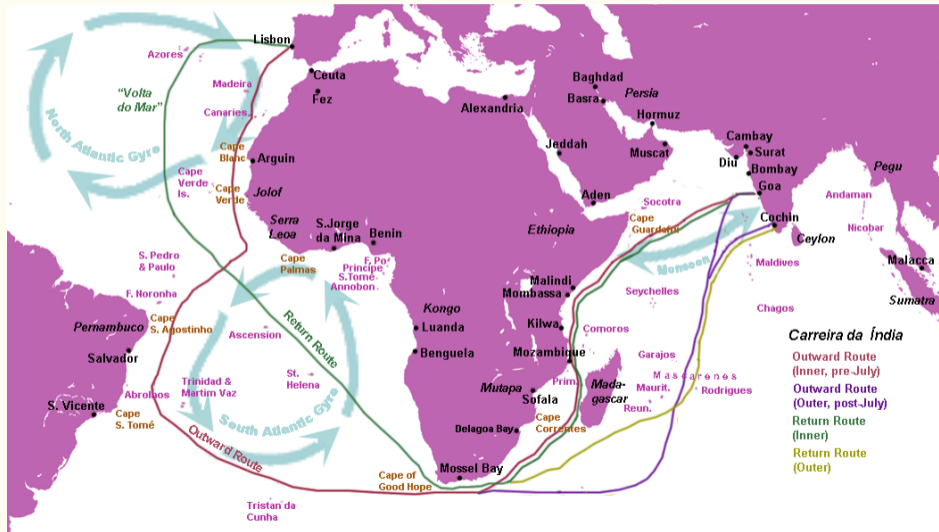 Lisbon
Azores
Ceuta
Fez
Madeira
"Volta
do Mar"
Canaries.
North Atlantic Gyre
Cape
Blanc
Arguin
Cape
Verde
Is.
Cape
Verde
Jolof
Serra
Leoa
S.Jorge
da Mina
Benin
Cape
Palmas
F. Po
Principe
S.Tomé
Annobon
S. Pedro
& Paulo
F. Noronha
Cape
S. Agostinho
Pernambuco
Salvador
Ascension
Return Route
St.
Helena
Trinidad &
Martim Vaz
Abrolhos
S. Vicente
Cape
S. Tomé
South Atlantic Gyre
Outward Route
Tristan da
Cunha
Cape of
Good Hope
Mossel Bay
Alexandria
Baghdad
Basra
Persia
Hormuz
Muscat
Jeddah
Aden
Ethiopia
Socotra
Cape
Guardafui
Monsoon
Cambay
Diu
Surat
Bombay
Goa
Cochin
Ceylon
Pegu
Andaman
Nicobar
Malacca
Sumatra
Maldives
Chagos
Seychelles
Malindi
Mombassa
Kilwa
Comoros
Mozambique
Kongo
Luanda
Benguela
Mutapa
Prim.
Sofala
Mada-
gascar
Cape
Correntes
Delagoa Bay
Garajos
Mascarenes
Maurit.
Rodrigues
Reun.
Carreira da Índia
Outward Route
(Inner, pre-July)
Outward Route
(Outer, post-July)
Return Route
(Inner)
Return Route
(Outer)